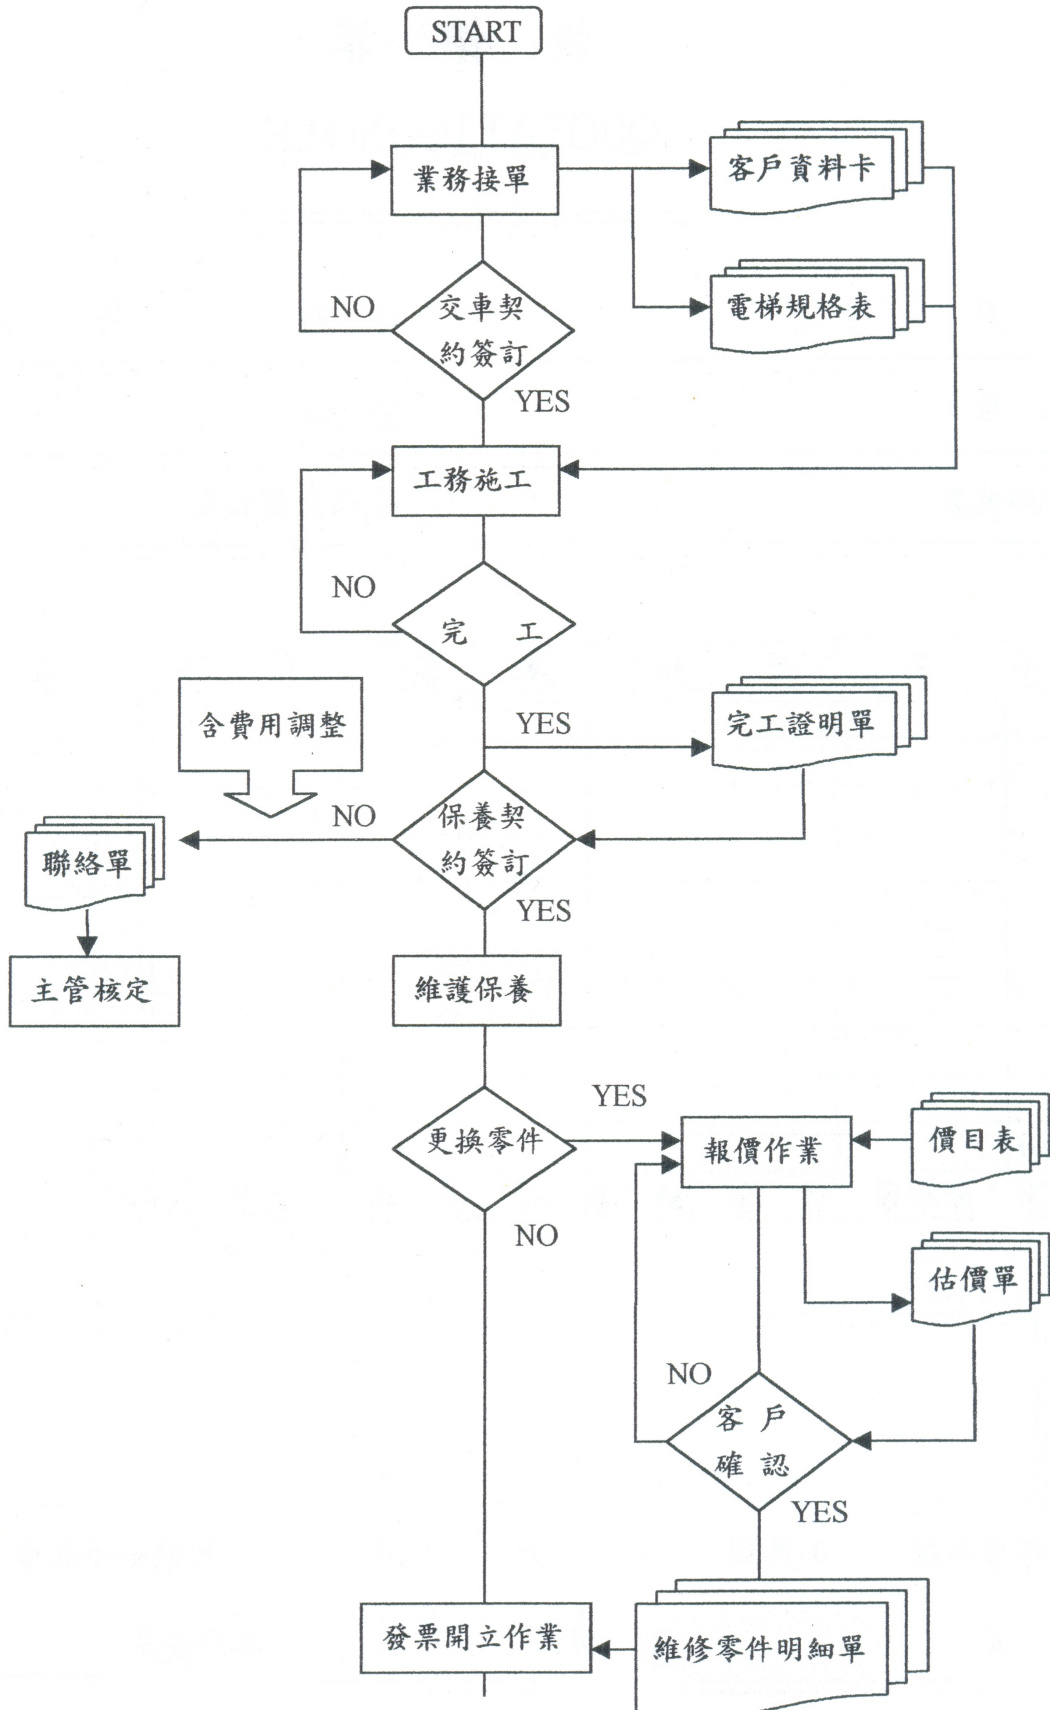 START
業務接單
客戶資料卡
NO
交車契
約簽訂
電梯規格表
YES
工務施工
NO
完 工
含費用調整
YES
完工證明單
NO
保養契
約簽訂
聯絡單
YES
主管核定
維護保養
YES
更換零件
報價作業
價目表
NO
估價單
NO
客戶
確認
YES
發票開立作業
維修零件明細單